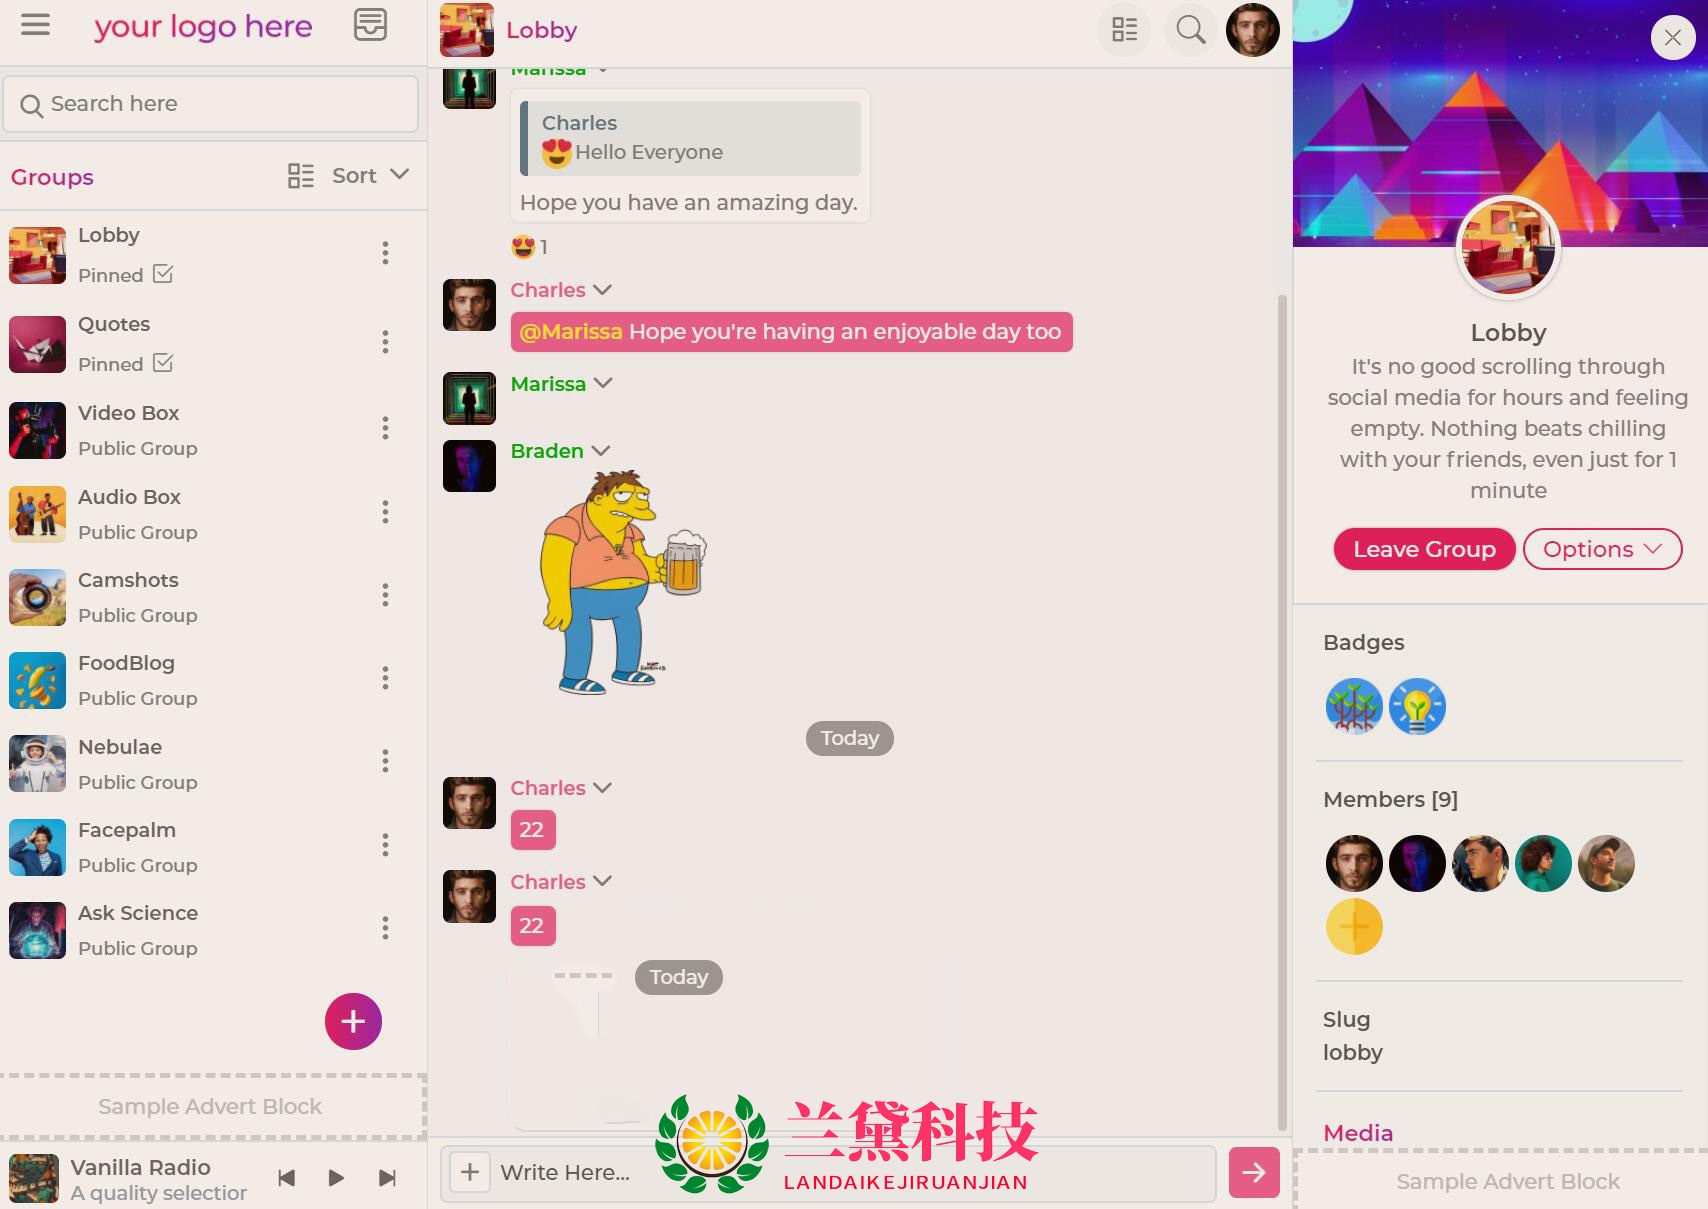 your logo here
Search here
Groups
Sort
Lobby
Pinned
Quotes
Pinned
Video Box
Public Group
Audio Box
Public Group
Camshots
Public Group
FoodBlog
Public Group
Nebulae
Public Group
Facepalm
Public Group
Ask Science
Public Group
Sample Advert Block
Vanilla Radio
A quality selection
Lobby
Marissa
Charles
Hello Everyone
Hope you have an amazing day.
1
Charles
@Marissa Hope you're having an enjoyable day too
Marissa
Braden
Today
Charles
22
Charles
22
Today
Write Here...
兰黛科技
LANDAIKEJIRUANJIAN
Lobby
It's no good scrolling through
social media for hours and feeling
empty. Nothing beats chilling
with your friends, even just for 1
minute
Leave Group
Options
Badges
Members [9]
Slug
lobby
Media
Sample Advert Block